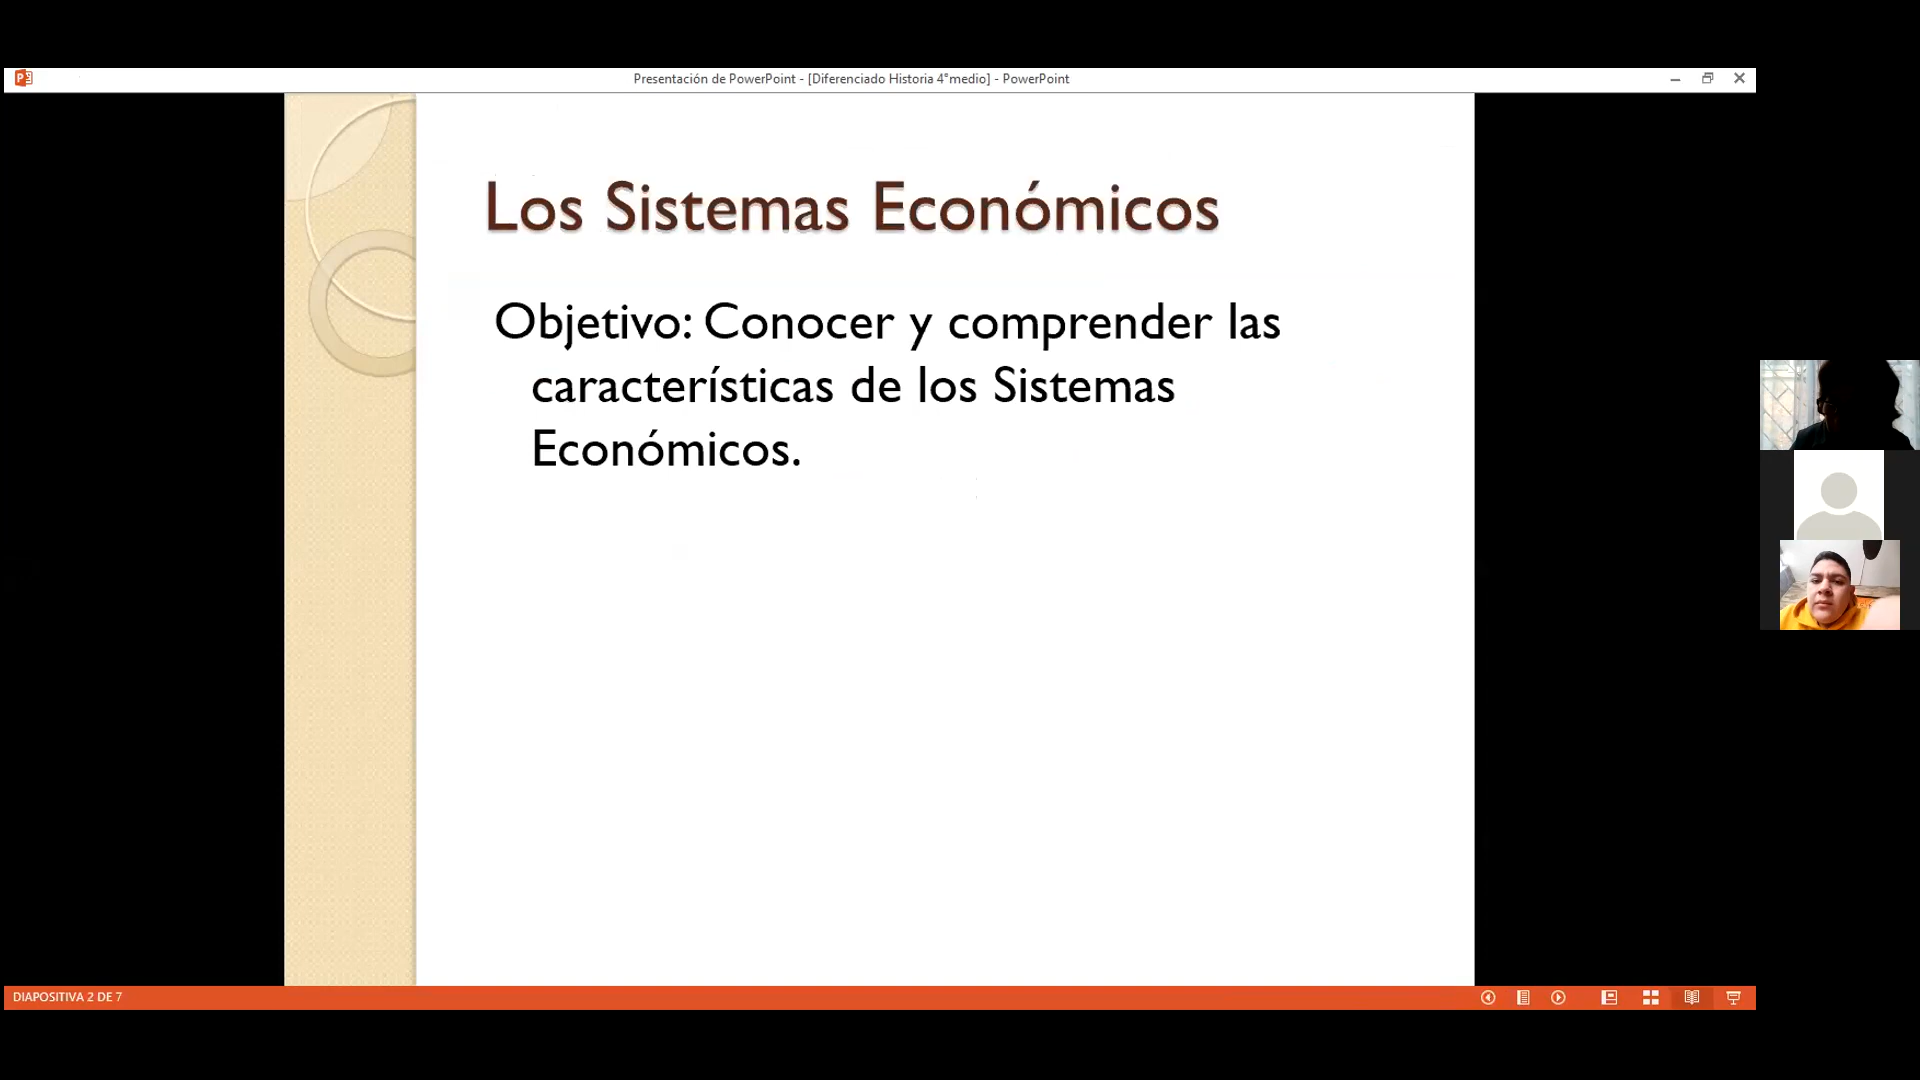 Presentación de PowerPoint - [Diferenciado Historia 4°medio] - PowerPoint
Los Sistemas Económicos
Objetivo: Conocer y comprender las
características de los Sistemas
Económicos.
DIAPOSITIVA 2 DE 7